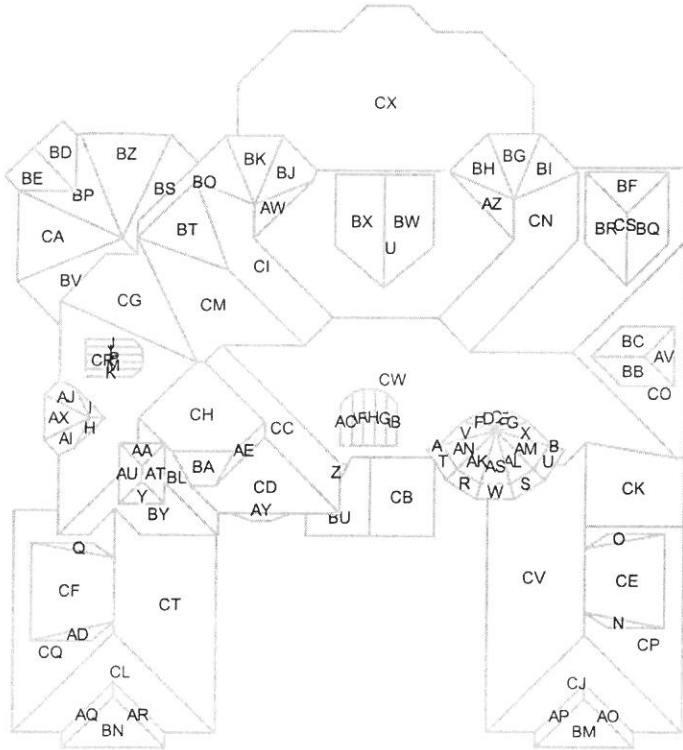 CX
BD BZ BK BJ BH BG BI
BE BP BS BO BF
CA BT AW BX BW AZ CN BR CS BQ
U
BV CI
CG CM
BC AV
BB
CO
CW
AJ I
AX H
AI
CH CC
AE
AA
AU AT BL BA
Y BY
CD
AY
Z
BU CB
A V F D G X B
T AN AM U
AK AS AL
R W S
CK
Q
CF CT
AD
CQ
CL
AQ AR
BN
CV
O
CE
N
CP
CJ
AP AO
BM